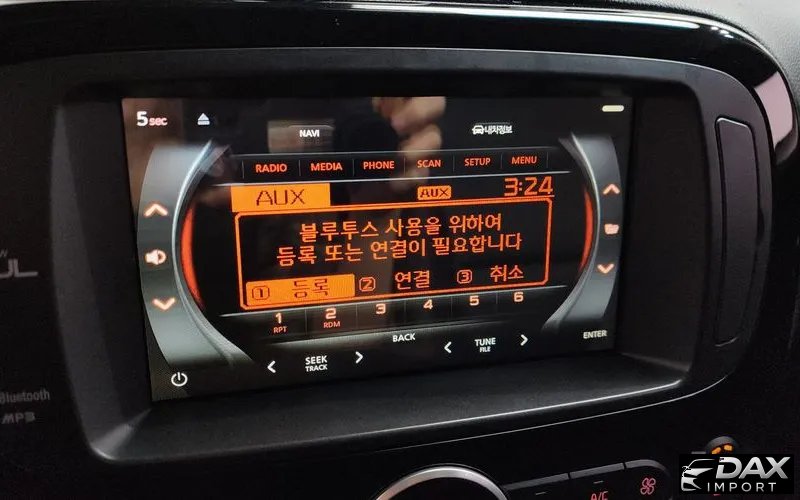 5 sec
NAVI
내차정보
RADIO MEDIA PHONE SCAN SETUP MENU
AUX AUX 3:24
블루투스 사용을 위하여
등록 또는 연결이 필요합니다
1 등록 2 연결 3 취소
1 2 3 4 5 6
RPT RDM
BACK
ENTER
SEEK
TRACK
TUNE
FILE
UL
Bluetooth
MP3
A/F
DAX
IMPORT